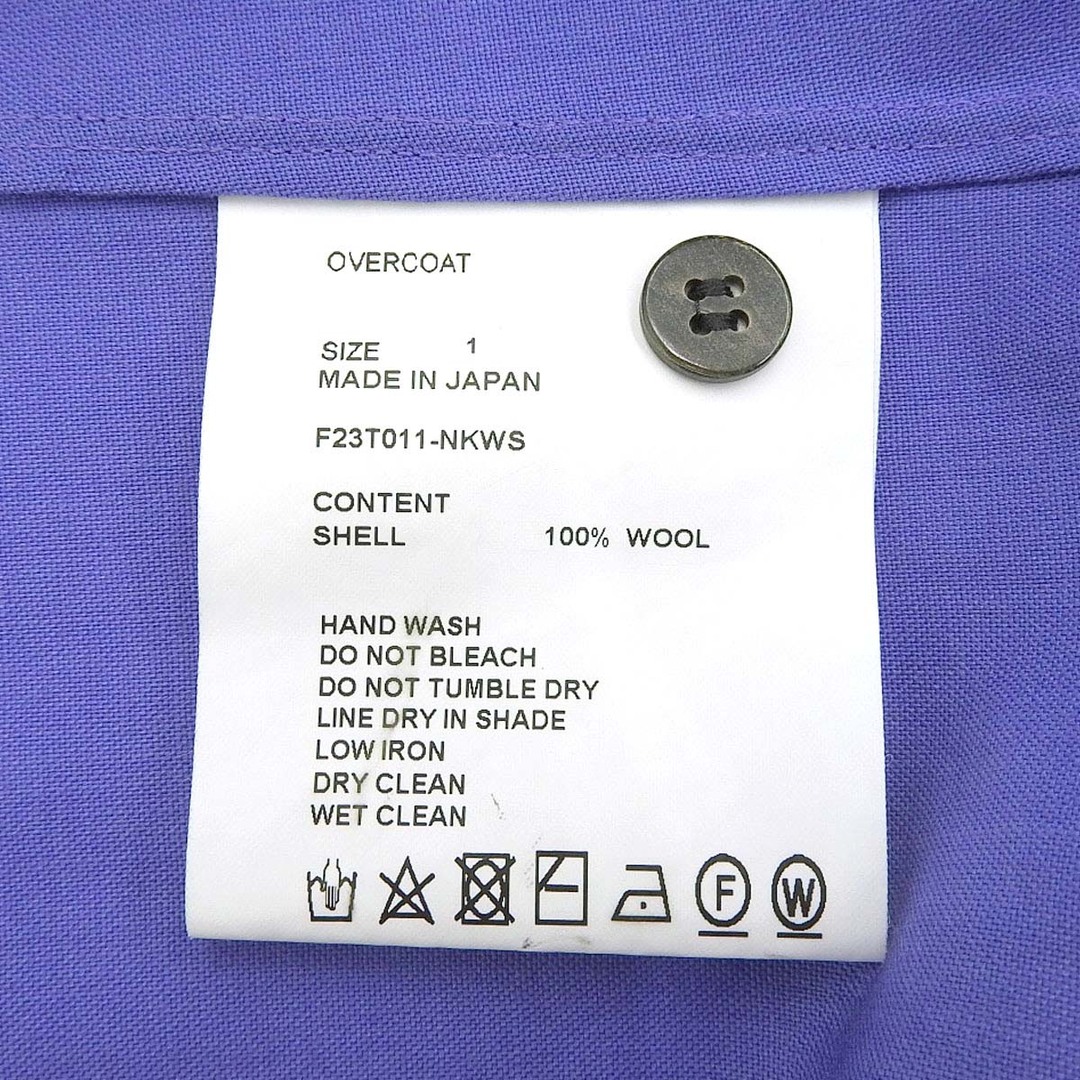 OVERCOAT
SIZE 1
MADE IN JAPAN
F23T011-NKWS
CONTENT
SHELL 100% WOOL
HAND WASH
DO NOT BLEACH
DO NOT TUMBLE DRY
LINE DRY IN SHADE
LOW IRON
DRY CLEAN
WET CLEAN
F W